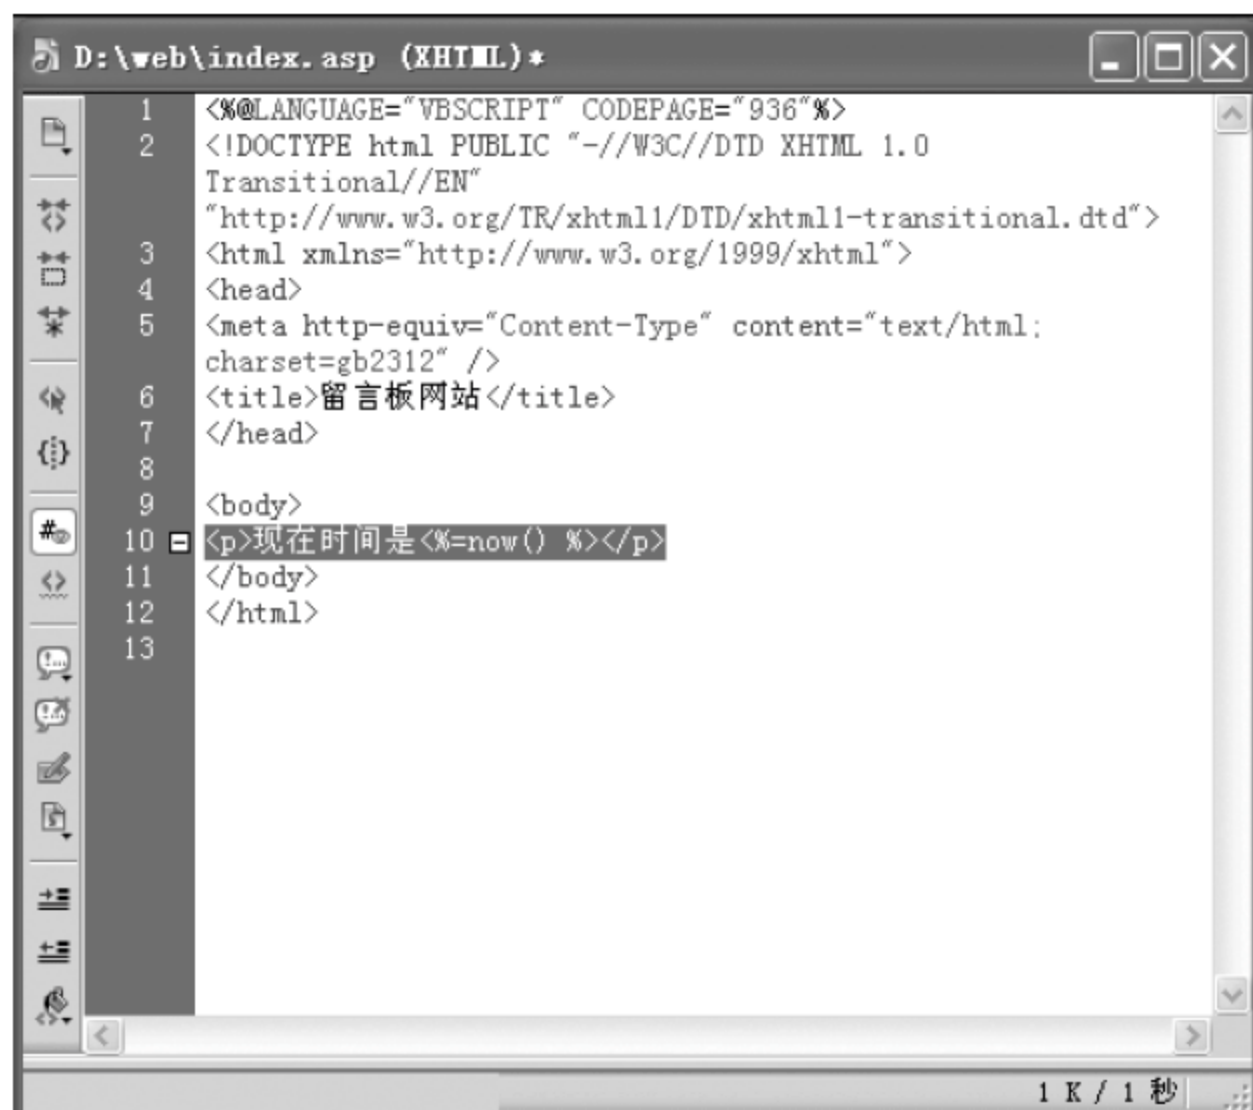 D:\web\index.asp (XHTML)*
1 <%@LANGUAGE="VBSCRIPT" CODEPAGE="936"%>
2 <!DOCTYPE html PUBLIC "-//W3C//DTD XHTML 1.0
Transitional//EN"
"http://www.w3.org/TR/xhtml1/DTD/xhtml1-transitional.dtd">
3 <html xmlns="http://www.w3.org/1999/xhtml">
4 <head>
5 <meta http-equiv="Content-Type" content="text/html;
charset=gb2312" />
6 <title>留言板网站</title>
7 </head>
8
9 <body>
10 <p>现在时间是<%=now() %></p>
11 </body>
12 </html>
13
1 K / 1 秒